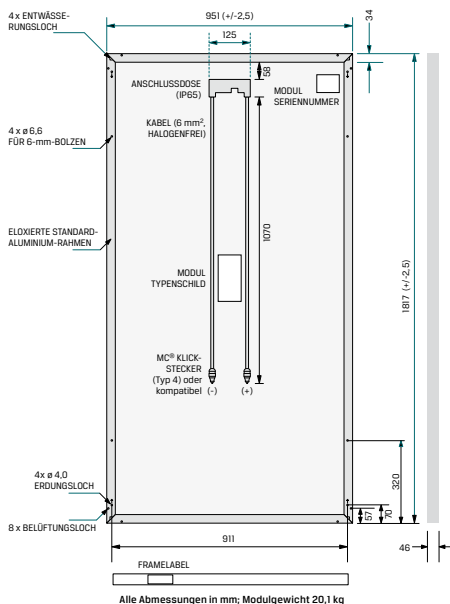 4 x ENTWÄSSE-
RUNGSLOCH
951 (+/-2,5)
125
34
58
ANSCHLUSSDOSE
(IP65)
MODUL
SERIENNUMMER
KABEL (6 mm²,
HALOGENFREI)
4 x ø 6,6
FÜR 6-mm-BOLZEN
1070
ELOXIERTE STANDARD-
ALUMINIUM-RAHMEN
MODUL
TYPENSCHILD
1817 (+/-2,5)
MC® KLICK-
STECKER
(Typ 4) oder
kompatibel
(-)
(+)
4x ø 4,0
ERDUNGSLOCH
8 x BELÜFTUNGSLOCH
320
57
70
911
46
FRAMELABEL
Alle Abmessungen in mm; Modulgewicht 20,1 kg